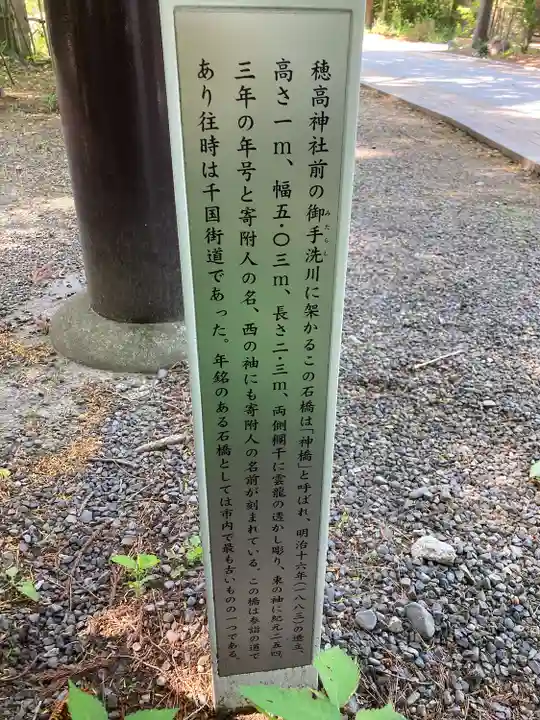 穂高神社前の御手洗川に架かるこの石橋は「神橋」と呼ばれ、明治十六年(一八八三)の造立、
みたらし
高さ一m、幅五・〇三m、長さ二・三m、両側欄干に雲龍の透かし彫り、東の袖に紀元二五四
三年の年号と寄附人の名、西の袖にも寄附人の名前が刻まれている。この橋は参詣の道で
あり往時は千国街道であった。年銘のある石橋としては市内で最も古いものの一つである。